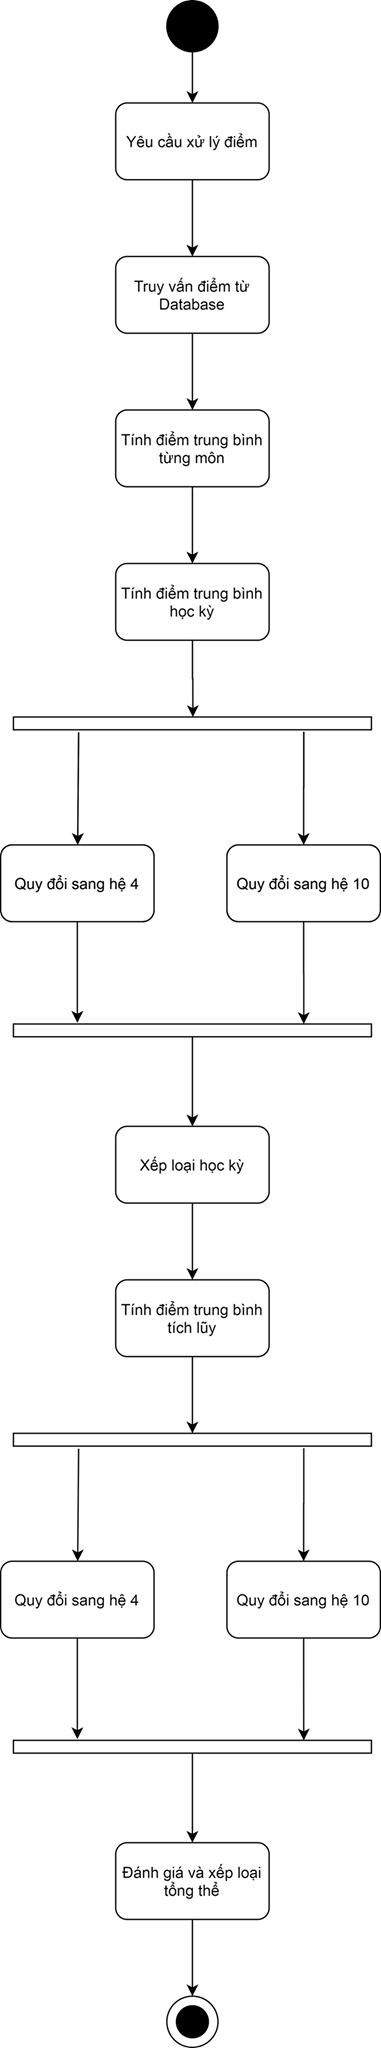 Yêu cầu xử lý điểm
Truy vấn điểm từ
Database
Tính điểm trung bình
từng môn
Tính điểm trung bình
học kỳ
Quy đổi sang hệ 4
Quy đổi sang hệ 10
Xếp loại học kỳ
Tính điểm trung bình
tích lũy
Quy đổi sang hệ 4
Quy đổi sang hệ 10
Đánh giá và xếp loại
tổng thể